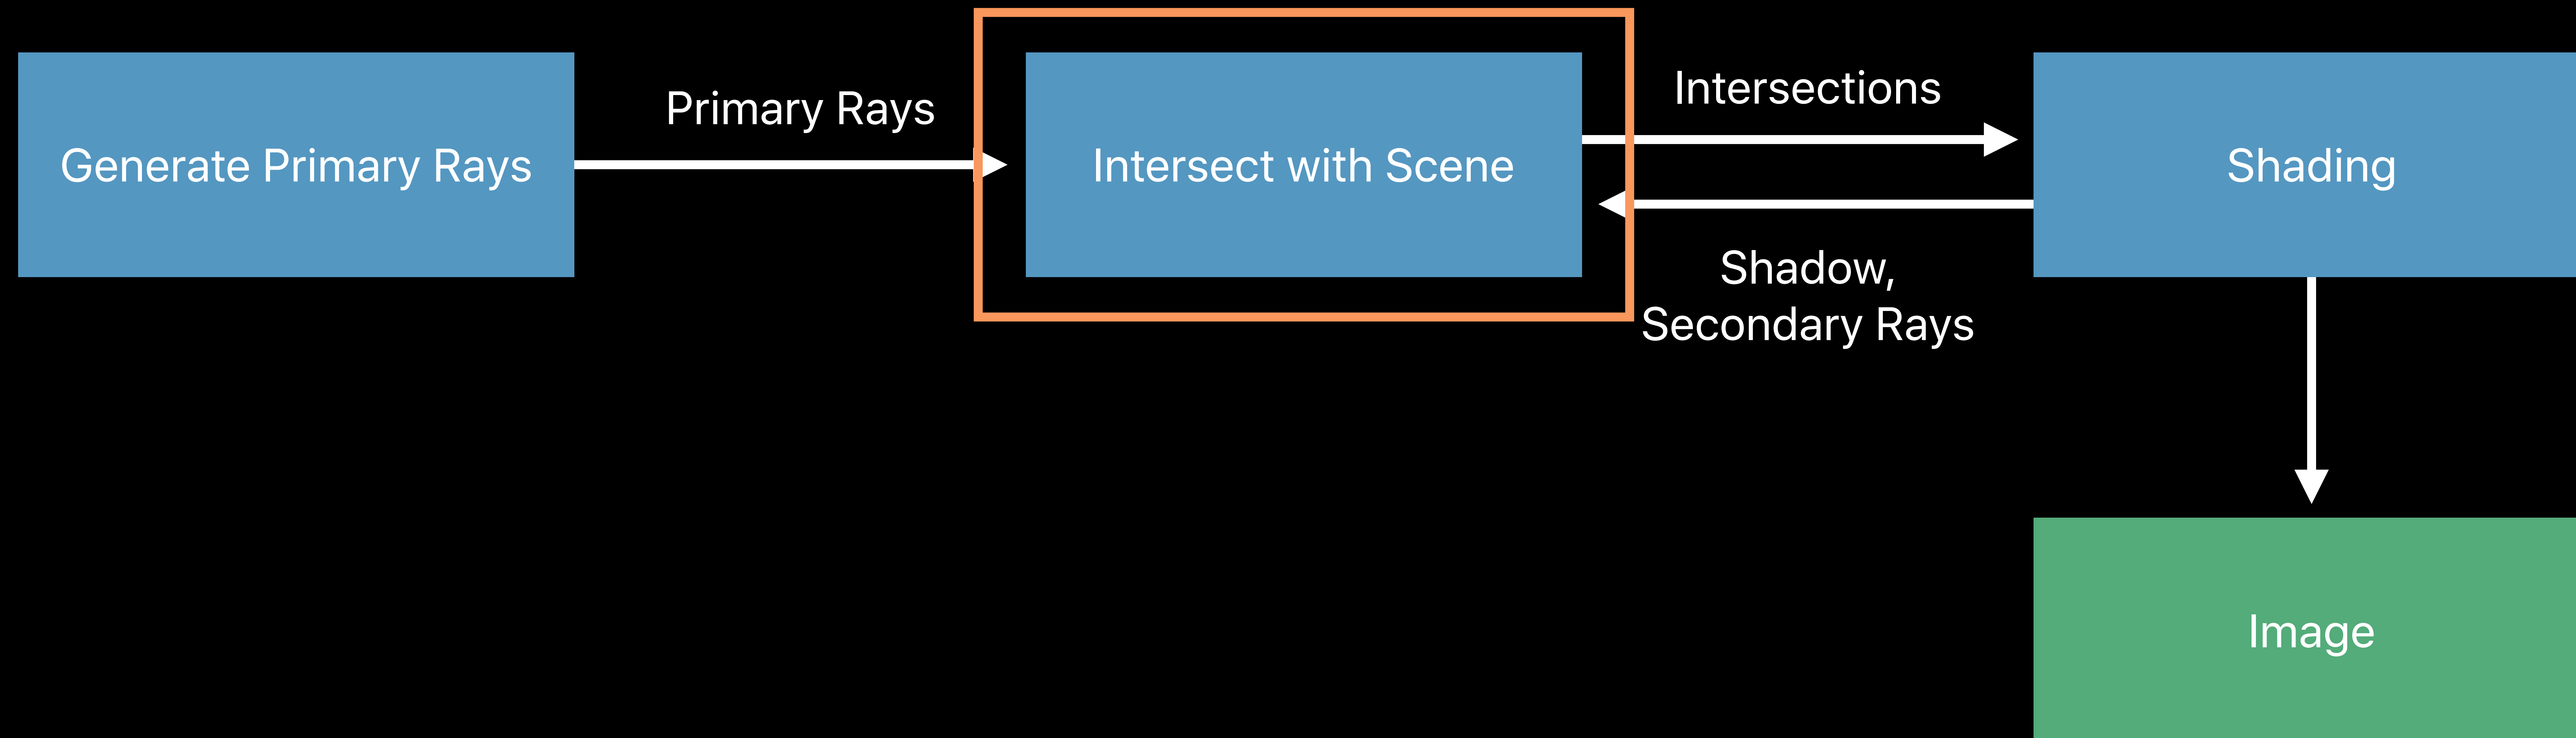 Generate Primary Rays
Primary Rays
Intersect with Scene
Intersections
Shadow,
Secondary Rays
Shading
Image